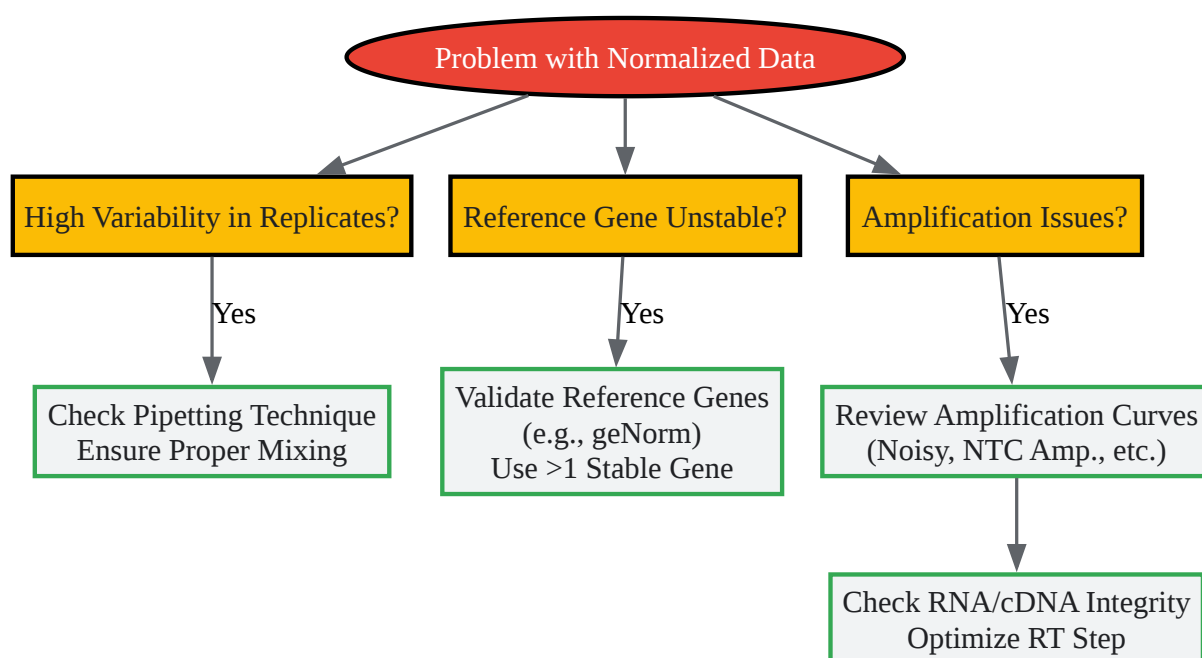 Problem with Normalized Data
High Variability in Replicates?
Reference Gene Unstable?
Amplification Issues?
Yes
Yes
Yes
Check Pipetting Technique
Ensure Proper Mixing
Validate Reference Genes
(e.g., geNorm)
Use >1 Stable Gene
Review Amplification Curves
(Noisy, NTC Amp., etc.)
Check RNA/cDNA Integrity
Optimize RT Step